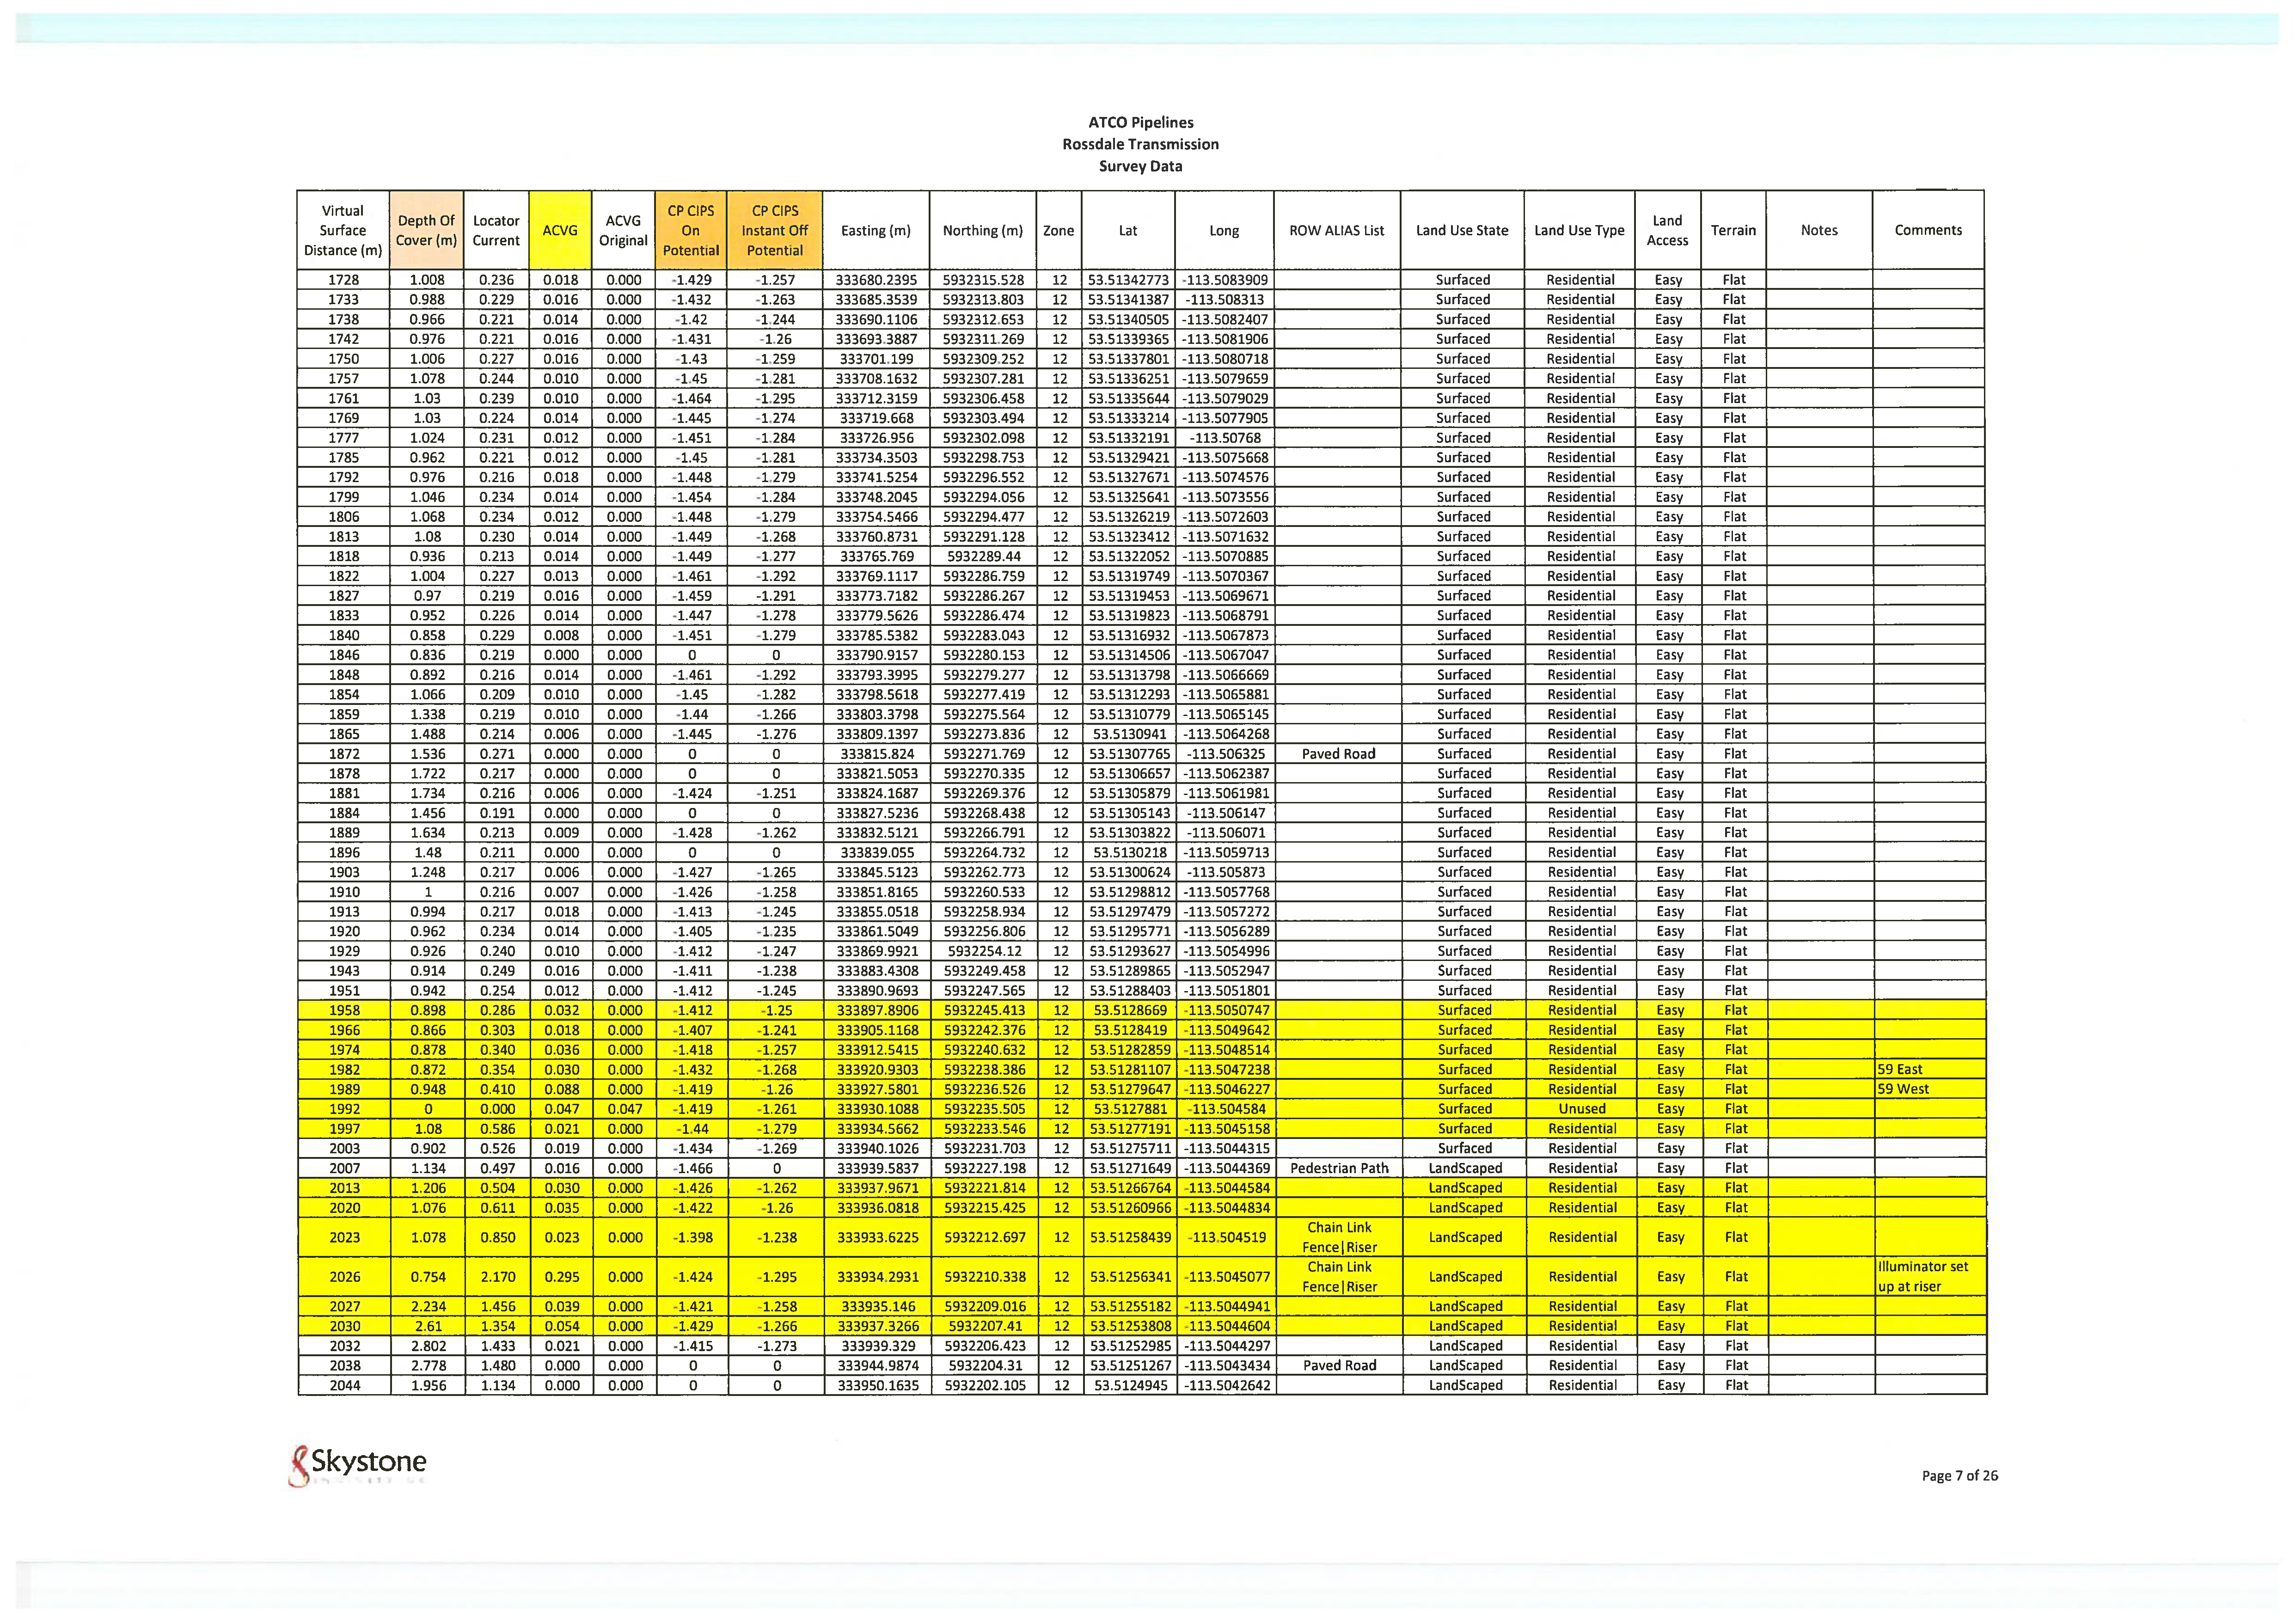 ATCO Pipelines
Rossdale Transmission
Survey Data
Virtual Surface Distance (m) Depth Of Cover (m) Locator Current ACVG ACVG Original CP CIPS On Potential CP CIPS Instant Off Potential Easting (m) Northing (m) Zone Lat Long ROW ALIAS List Land Use State Land Use Type Land Access Terrain Notes Comments
1728 1.008 0.236 0.018 0.000 -1.429 -1.257 333680.2395 5932315.528 12 53.51342773 -113.5083909 Surfaced Residential Easy Flat
1733 0.988 0.229 0.016 0.000 -1.432 -1.263 333685.3539 5932313.803 12 53.51341387 -113.508313 Surfaced Residential Easy Flat
1738 0.966 0.221 0.014 0.000 -1.42 -1.244 333690.1106 5932312.653 12 53.51340505 -113.5082407 Surfaced Residential Easy Flat
1742 0.976 0.221 0.016 0.000 -1.431 -1.26 333693.3887 5932311.269 12 53.51339365 -113.5081906 Surfaced Residential Easy Flat
1750 1.006 0.227 0.016 0.000 -1.43 -1.259 333701.199 5932309.252 12 53.51337801 -113.5080718 Surfaced Residential Easy Flat
1757 1.078 0.244 0.010 0.000 -1.45 -1.281 333708.1632 5932307.281 12 53.51336251 -113.5079659 Surfaced Residential Easy Flat
1761 1.03 0.239 0.010 0.000 -1.464 -1.295 333712.3159 5932306.458 12 53.51335644 -113.5079029 Surfaced Residential Easy Flat
1769 1.03 0.224 0.014 0.000 -1.445 -1.274 333719.668 5932303.494 12 53.51333214 -113.5077905 Surfaced Residential Easy Flat
1777 1.024 0.231 0.012 0.000 -1.451 -1.284 333726.956 5932302.098 12 53.51332191 -113.50768 Surfaced Residential Easy Flat
1785 0.962 0.221 0.012 0.000 -1.45 -1.281 333734.3503 5932298.753 12 53.51329421 -113.5075668 Surfaced Residential Easy Flat
1792 0.976 0.216 0.018 0.000 -1.448 -1.279 333741.5254 5932296.552 12 53.51327671 -113.5074576 Surfaced Residential Easy Flat
1799 1.046 0.234 0.014 0.000 -1.454 -1.284 333748.2045 5932294.056 12 53.51325641 -113.5073556 Surfaced Residential Easy Flat
1806 1.068 0.234 0.012 0.000 -1.448 -1.279 333754.5466 5932294.477 12 53.51326219 -113.5072603 Surfaced Residential Easy Flat
1813 1.08 0.230 0.014 0.000 -1.449 -1.268 333760.8731 5932291.128 12 53.51323412 -113.5071632 Surfaced Residential Easy Flat
1818 0.936 0.213 0.014 0.000 -1.449 -1.277 333765.769 5932289.44 12 53.51322052 -113.5070885 Surfaced Residential Easy Flat
1822 1.004 0.227 0.013 0.000 -1.461 -1.292 333769.1117 5932286.759 12 53.51319749 -113.5070367 Surfaced Residential Easy Flat
1827 0.97 0.219 0.016 0.000 -1.459 -1.291 333773.7182 5932286.267 12 53.51319453 -113.5069671 Surfaced Residential Easy Flat
1833 0.952 0.226 0.014 0.000 -1.447 -1.278 333779.5626 5932286.474 12 53.51319823 -113.5068791 Surfaced Residential Easy Flat
1840 0.858 0.229 0.008 0.000 -1.451 -1.279 333785.5382 5932283.043 12 53.51316932 -113.5067873 Surfaced Residential Easy Flat
1846 0.836 0.219 0.000 0.000 0 0 333790.9157 5932280.153 12 53.51314506 -113.5067047 Surfaced Residential Easy Flat
1848 0.892 0.216 0.014 0.000 -1.461 -1.292 333793.3995 5932279.277 12 53.51313798 -113.5066669 Surfaced Residential Easy Flat
1854 1.066 0.209 0.010 0.000 -1.45 -1.282 333798.5618 5932277.419 12 53.51312293 -113.5065881 Surfaced Residential Easy Flat
1859 1.338 0.219 0.010 0.000 -1.44 -1.266 333803.3798 5932275.564 12 53.51310779 -113.5065145 Surfaced Residential Easy Flat
1865 1.488 0.214 0.006 0.000 -1.445 -1.276 333809.1397 5932273.836 12 53.5130941 -113.5064268 Surfaced Residential Easy Flat
1872 1.536 0.271 0.000 0.000 0 0 333815.824 5932271.769 12 53.51307765 -113.506325 Paved Road Surfaced Residential Easy Flat
1878 1.722 0.217 0.000 0.000 0 0 333821.5053 5932270.335 12 53.51306657 -113.5062387 Surfaced Residential Easy Flat
1881 1.734 0.216 0.006 0.000 -1.424 -1.251 333824.1687 5932269.376 12 53.51305879 -113.5061981 Surfaced Residential Easy Flat
1884 1.456 0.191 0.000 0.000 0 0 333827.5236 5932268.438 12 53.51305143 -113.506147 Surfaced Residential Easy Flat
1889 1.634 0.213 0.009 0.000 -1.428 -1.262 333832.5121 5932266.791 12 53.51303822 -113.506071 Surfaced Residential Easy Flat
1896 1.48 0.211 0.000 0.000 0 0 333839.055 5932264.732 12 53.5130218 -113.5059713 Surfaced Residential Easy Flat
1903 1.248 0.217 0.006 0.000 -1.427 -1.265 333845.5123 5932262.773 12 53.51300624 -113.505873 Surfaced Residential Easy Flat
1910 1 0.216 0.007 0.000 -1.426 -1.258 333851.8165 5932260.533 12 53.51298812 -113.5057768 Surfaced Residential Easy Flat
1913 0.994 0.217 0.018 0.000 -1.413 -1.245 333855.0518 5932258.934 12 53.51297479 -113.5057272 Surfaced Residential Easy Flat
1920 0.962 0.234 0.014 0.000 -1.405 -1.235 333861.5049 5932256.806 12 53.51295771 -113.5056289 Surfaced Residential Easy Flat
1929 0.926 0.240 0.010 0.000 -1.412 -1.247 333869.9921 5932254.12 12 53.51293627 -113.5054996 Surfaced Residential Easy Flat
1943 0.914 0.249 0.016 0.000 -1.411 -1.238 333883.4308 5932249.458 12 53.51289865 -113.5052947 Surfaced Residential Easy Flat
1951 0.942 0.254 0.012 0.000 -1.412 -1.245 333890.9693 5932247.565 12 53.51288403 -113.5051801 Surfaced Residential Easy Flat
1958 0.898 0.286 0.032 0.000 -1.412 -1.25 333897.8906 5932245.413 12 53.5128669 -113.5050747 Surfaced Residential Easy Flat
1966 0.866 0.303 0.018 0.000 -1.407 -1.241 333905.1168 5932242.376 12 53.5128419 -113.5049642 Surfaced Residential Easy Flat
1974 0.878 0.340 0.036 0.000 -1.418 -1.257 333912.5415 5932240.632 12 53.51282859 -113.5048514 Surfaced Residential Easy Flat
1982 0.872 0.354 0.030 0.000 -1.432 -1.268 333920.9303 5932238.386 12 53.51281107 -113.5047238 Surfaced Residential Easy Flat 59 East
1989 0.948 0.410 0.088 0.000 -1.419 -1.26 333927.5801 5932236.526 12 53.51279647 -113.5046227 Surfaced Residential Easy Flat 59 West
1992 0 0.000 0.047 0.047 -1.419 -1.261 333930.1088 5932235.505 12 53.5127881 -113.504584 Surfaced Unused Easy Flat
1997 1.08 0.586 0.021 0.000 -1.44 -1.279 333934.5662 5932233.546 12 53.51277191 -113.5045158 Surfaced Residential Easy Flat
2003 0.902 0.526 0.019 0.000 -1.434 -1.269 333940.1026 5932231.703 12 53.51275711 -113.5044315 Surfaced Residential Easy Flat
2007 1.134 0.497 0.016 0.000 -1.466 0 333939.5837 5932227.198 12 53.51271649 -113.5044369 Pedestrian Path LandScaped Residential Easy Flat
2013 1.206 0.504 0.030 0.000 -1.426 -1.262 333937.9671 5932221.814 12 53.51266764 -113.5044584 LandScaped Residential Easy Flat
2020 1.076 0.611 0.035 0.000 -1.422 -1.26 333936.0818 5932215.425 12 53.51260966 -113.5044834 LandScaped Residential Easy Flat
2023 1.078 0.850 0.023 0.000 -1.398 -1.238 333933.6225 5932212.697 12 53.51258439 -113.504519 Chain Link Fence|Riser LandScaped Residential Easy Flat
2026 0.754 2.170 0.295 0.000 -1.424 -1.295 333934.2931 5932210.338 12 53.51256341 -113.5045077 Chain Link Fence|Riser LandScaped Residential Easy Flat Illuminator set up at riser
2027 2.234 1.456 0.039 0.000 -1.421 -1.258 333935.146 5932209.016 12 53.51255182 -113.5044941 LandScaped Residential Easy Flat
2030 2.61 1.354 0.054 0.000 -1.429 -1.266 333937.3266 5932207.41 12 53.51253808 -113.5044604 LandScaped Residential Easy Flat
2032 2.802 1.433 0.021 0.000 -1.415 -1.273 333939.329 5932206.423 12 53.51252985 -113.5044297 LandScaped Residential Easy Flat
2038 2.778 1.480 0.000 0.000 0 0 333944.9874 5932204.31 12 53.51251267 -113.5043434 Paved Road LandScaped Residential Easy Flat
2044 1.956 1.134 0.000 0.000 0 0 333950.1635 5932202.105 12 53.5124945 -113.5042642 LandScaped Residential Easy Flat
Skystone
Page 7 of 26